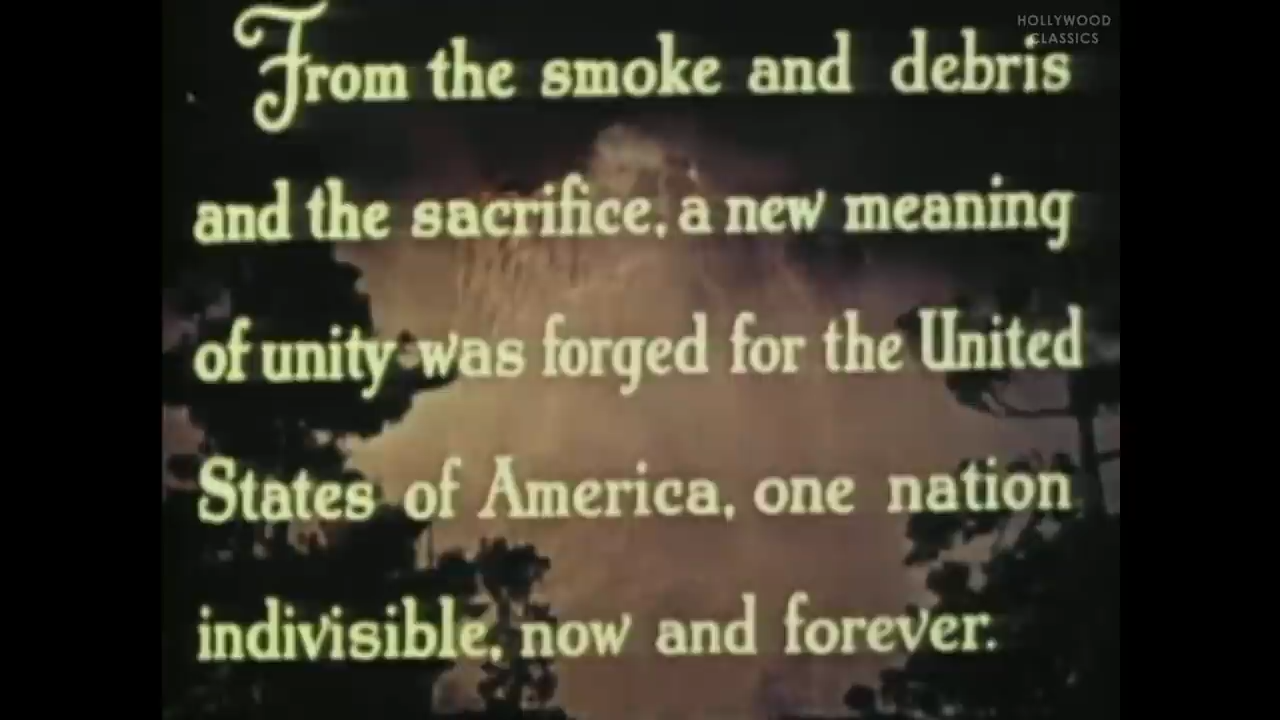 HOLLYWOOD
CLASSICS
From the smoke and debris
and the sacrifice, a new meaning
of unity was forged for the United
States of America, one nation
indivisible, now and forever.